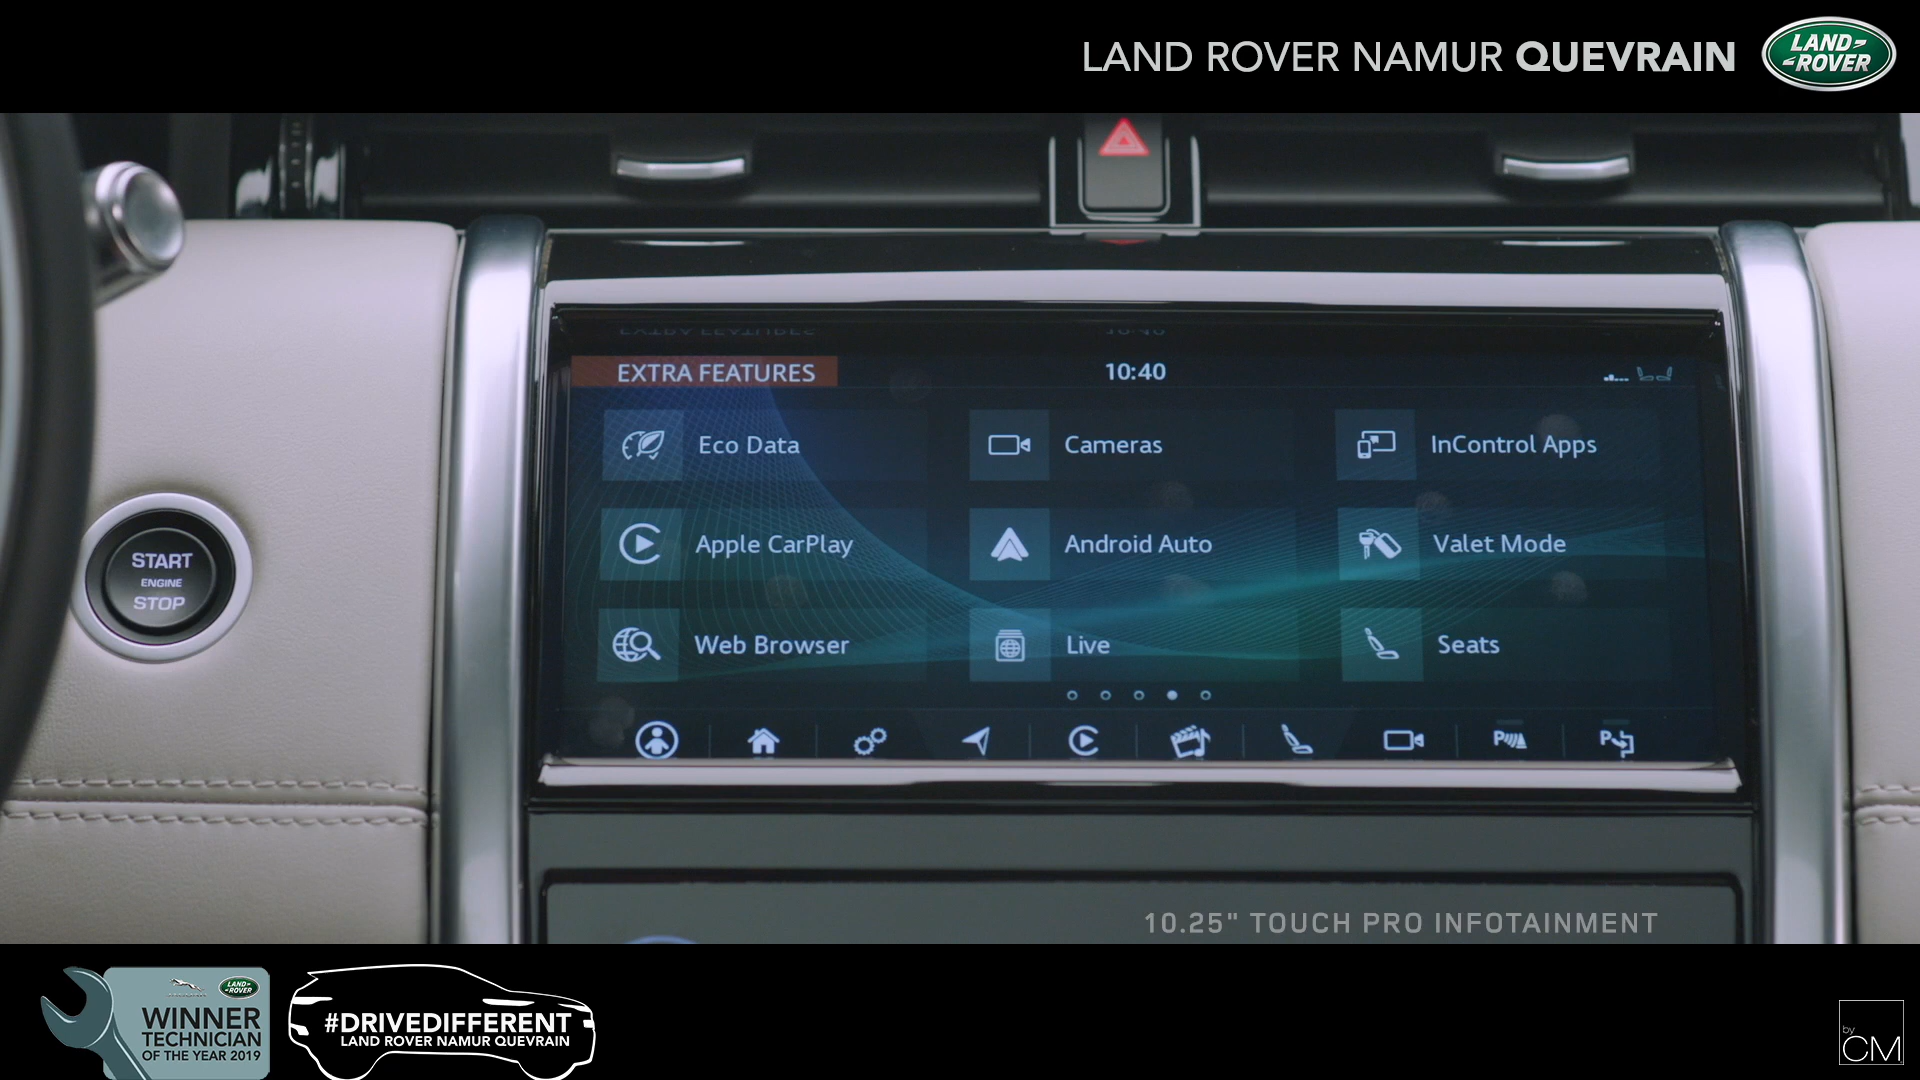 LAND ROVER NAMUR QUEVRAIN
LAND-
-ROVER
EXTRA FEATURES
10:40
Eco Data
Cameras
InControl Apps
Apple CarPlay
Android Auto
Valet Mode
Web Browser
Live
Seats
START
ENGINE
STOP
10.25" TOUCH PRO INFOTAINMENT
LAND-
-ROVER
WINNER
TECHNICIAN
OF THE YEAR 2019
#DRIVEDIFFERENT
LAND ROVER NAMUR QUEVRAIN
by
CM